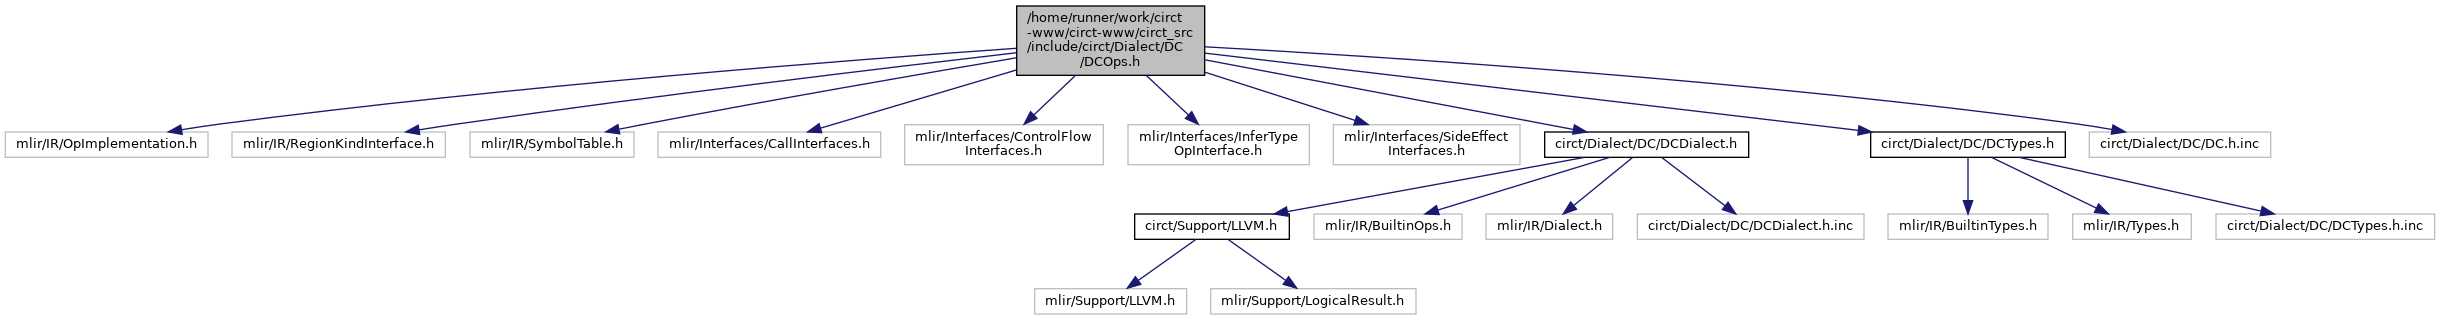 /home/runner/work/circt
-www/circt-www/circt_src
/include/circt/Dialect/DC
/DCOps.h
mlir/IR/OpImplementation.h
mlir/IR/RegionKindInterface.h
mlir/IR/SymbolTable.h
mlir/Interfaces/CallInterfaces.h
mlir/Interfaces/ControlFlow
Interfaces.h
mlir/Interfaces/InferType
OpInterface.h
mlir/Interfaces/SideEffect
Interfaces.h
circt/Dialect/DC/DCDialect.h
circt/Dialect/DC/DCTypes.h
circt/Dialect/DC/DC.h.inc
circt/Support/LLVM.h
mlir/IR/BuiltinOps.h
mlir/IR/Dialect.h
circt/Dialect/DC/DCDialect.h.inc
mlir/IR/BuiltinTypes.h
mlir/IR/Types.h
circt/Dialect/DC/DCTypes.h.inc
mlir/Support/LLVM.h
mlir/Support/LogicalResult.h